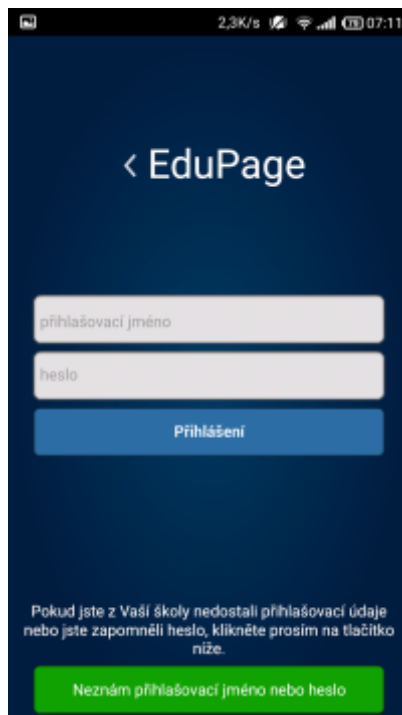 2,3K/s 79 07:11
< EduPage
přihlašovací jméno
heslo
Přihlášení
Pokud jste z Vaší školy nedostali přihlašovací údaje
nebo jste zapomněli heslo, klikněte prosím na tlačítko
níže.
Neznám přihlašovací jméno nebo heslo